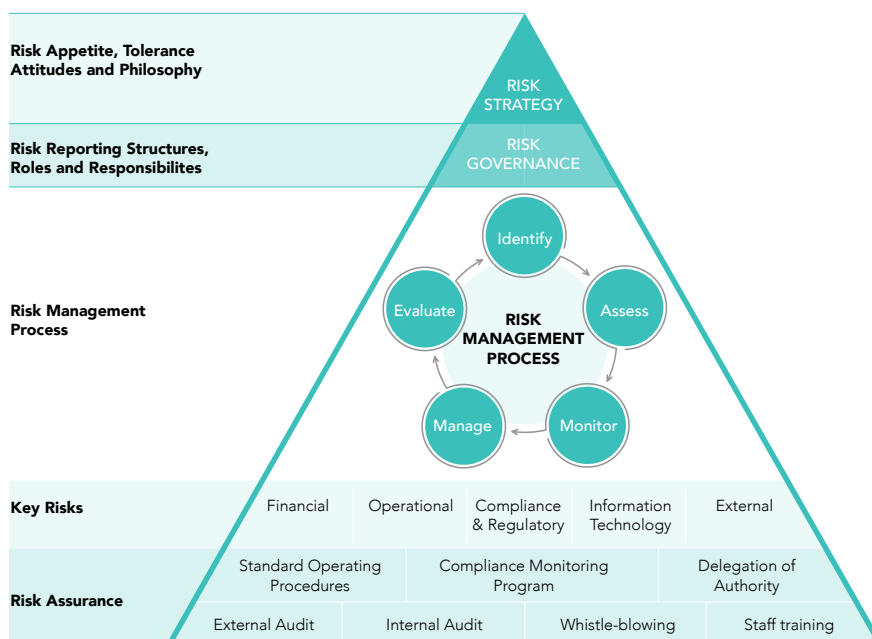 Risk Appetite, Tolerance
Attitudes and Philosophy
RISK
STRATEGY
Risk Reporting Structures,
Roles and Responsibilites
RISK
GOVERNANCE
Risk Management
Process
Identify
Assess
Monitor
Manage
Evaluate
RISK
MANAGEMENT
PROCESS
Key Risks
Financial
Operational
Compliance
& Regulatory
Information
Technology
External
Risk Assurance
Standard Operating
Procedures
Compliance Monitoring
Program
Delegation of
Authority
External Audit
Internal Audit
Whistle-blowing
Staff training